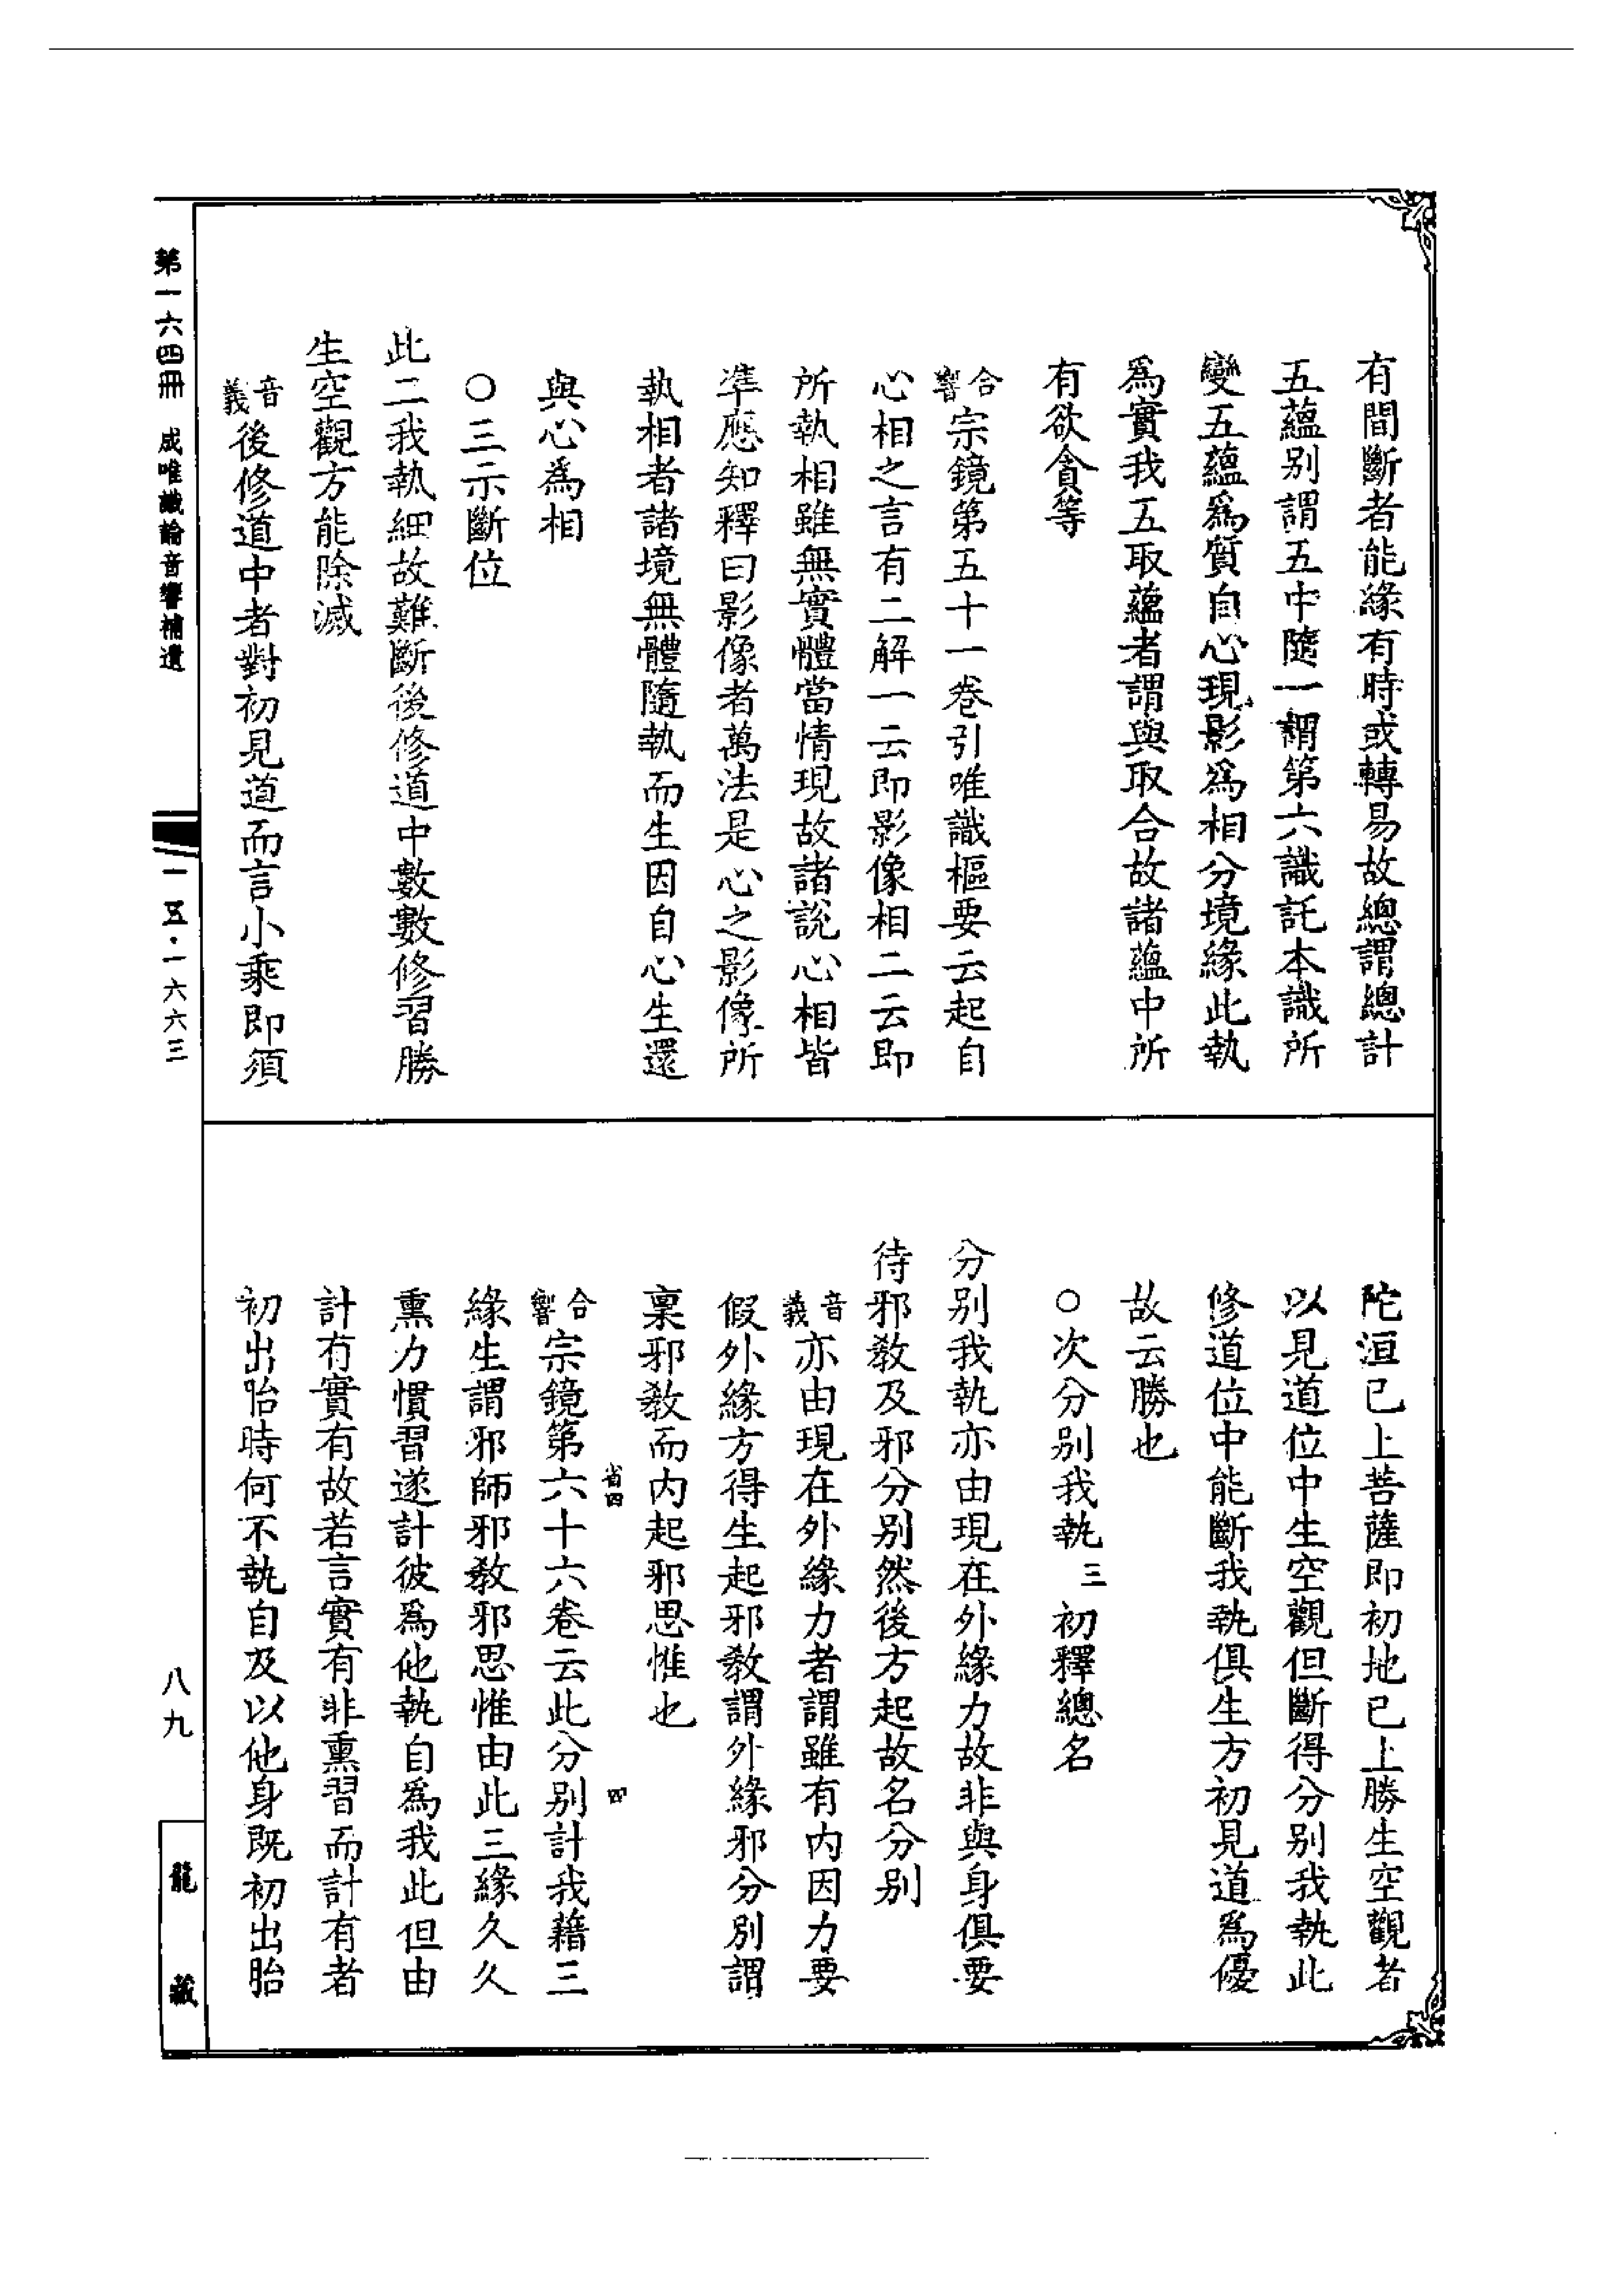 有間斷者能緣有時或轉易故總謂總計
五蘊別謂五中隨一謂第六識託本識所
變五蘊爲質自心現影爲相分境緣此執
爲實我五取蘊者謂與取合故諸蘊中所
有欲貪等
合響宗鏡第五十一卷引唯識樞要云起自
心相之言有二解一云即影像相二云即
所執相雖無實體當情現故諸說心相皆
準應知釋曰影像者萬法是心之影像所
執相者諸境無體隨執而生因自心生還
與心爲相
○三示斷位
此二我執細故難斷後修道中數數修習勝
生空觀方能除滅
音義後修道中者對初見道而言小乘即須
陀洹已上菩薩即初地已上勝生空觀者
以見道位中生空觀但斷得分別我執此
修道位中能斷我執俱生方初見道爲優
故云勝也
○次分別我執三初釋總名
分別我執亦由現在外緣力故非與身俱要
待邪敎及邪分別然後方起故名分別
音義亦由現在外緣力者謂雖有内因力要
假外緣方得生起邪敎謂外緣邪分別謂
稟邪敎而内起邪思惟也
省四 四
合響宗鏡第六十六卷云此分別計我藉三
緣生謂邪師邪敎邪思惟由此三緣久久
熏力慣習遂計彼爲他執自爲我此但由
計有實有故若言實有非熏習而計有者
初出胎時何不執自及以他身既初出胎
第一六四冊 成唯識論音響補遺
一五·一六六三
八九
龍藏